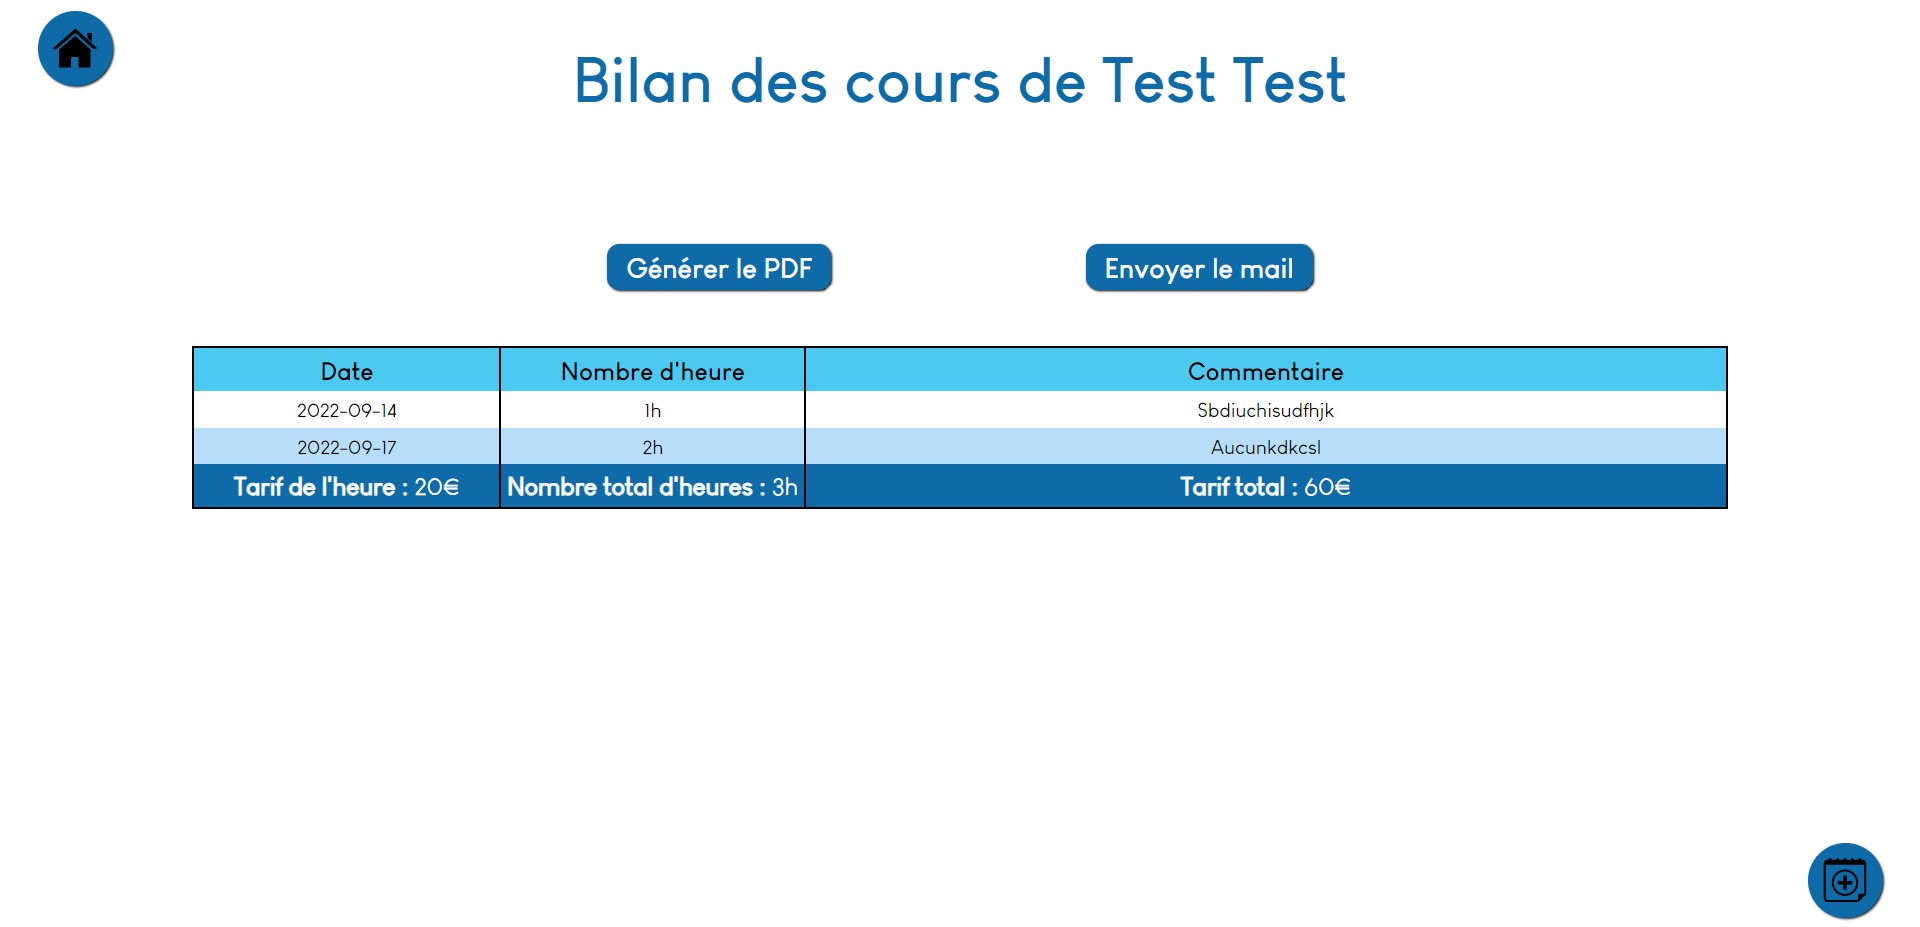 Bilan des cours de Test Test
Générer le PDF
Envoyer le mail
Date Nombre d'heure Commentaire
2022-09-14 1h Sbdiuchisudfhjk
2022-09-17 2h Aucunkdkcsl
Tarif de l'heure : 20€ Nombre total d'heures : 3h Tarif total : 60€